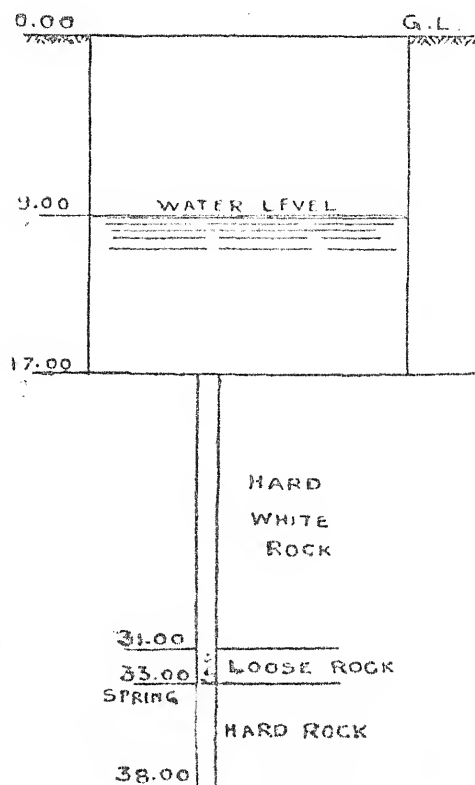 0.00 G.L.
9.00 WATER LEVEL
17.00
HARD
WHITE
ROCK
31.00
33.00 LOOSE ROCK
SPRING
HARD ROCK
38.00